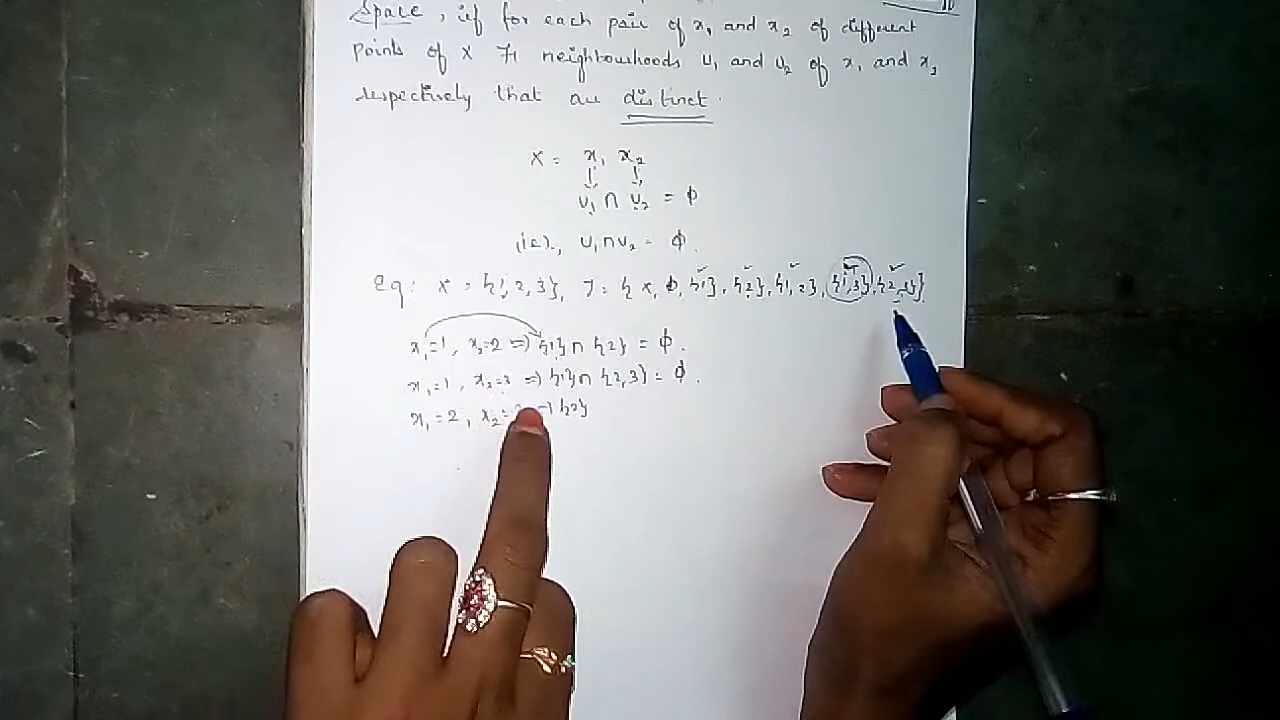 Space, if for each pair of x₁ and x₂ of different
points of X ∃ neighbourhoods U₁ and U₂ of x₁ and x₂
respectively that are distinct.
X = x₁ x₂
↓ ↓
U₁ ∩ U₂ = ϕ
(ie)., U₁∩U₂ = ϕ.
Eg: X = {1, 2, 3}, J = { X, ϕ, {1}, {2}, {1, 2}, {1, 3}, {2, 3}}
x₁=1, x₂=2 ⇒ {1} ∩ {2} = ϕ.
x₁=1, x₂=3 ⇒ {1} ∩ {2, 3} = ϕ.
x₁=2, x₂= ⇒ {2}